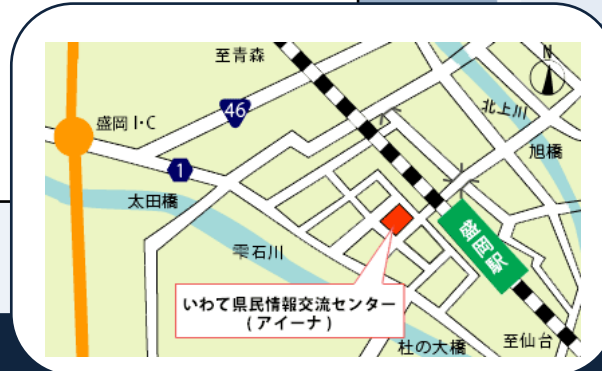 至青森
N
46
北上川
盛岡I・C
旭橋
1
太田橋
盛岡駅
雫石川
いわて県民情報交流センター
(アイーナ)
至仙台
杜の大橋